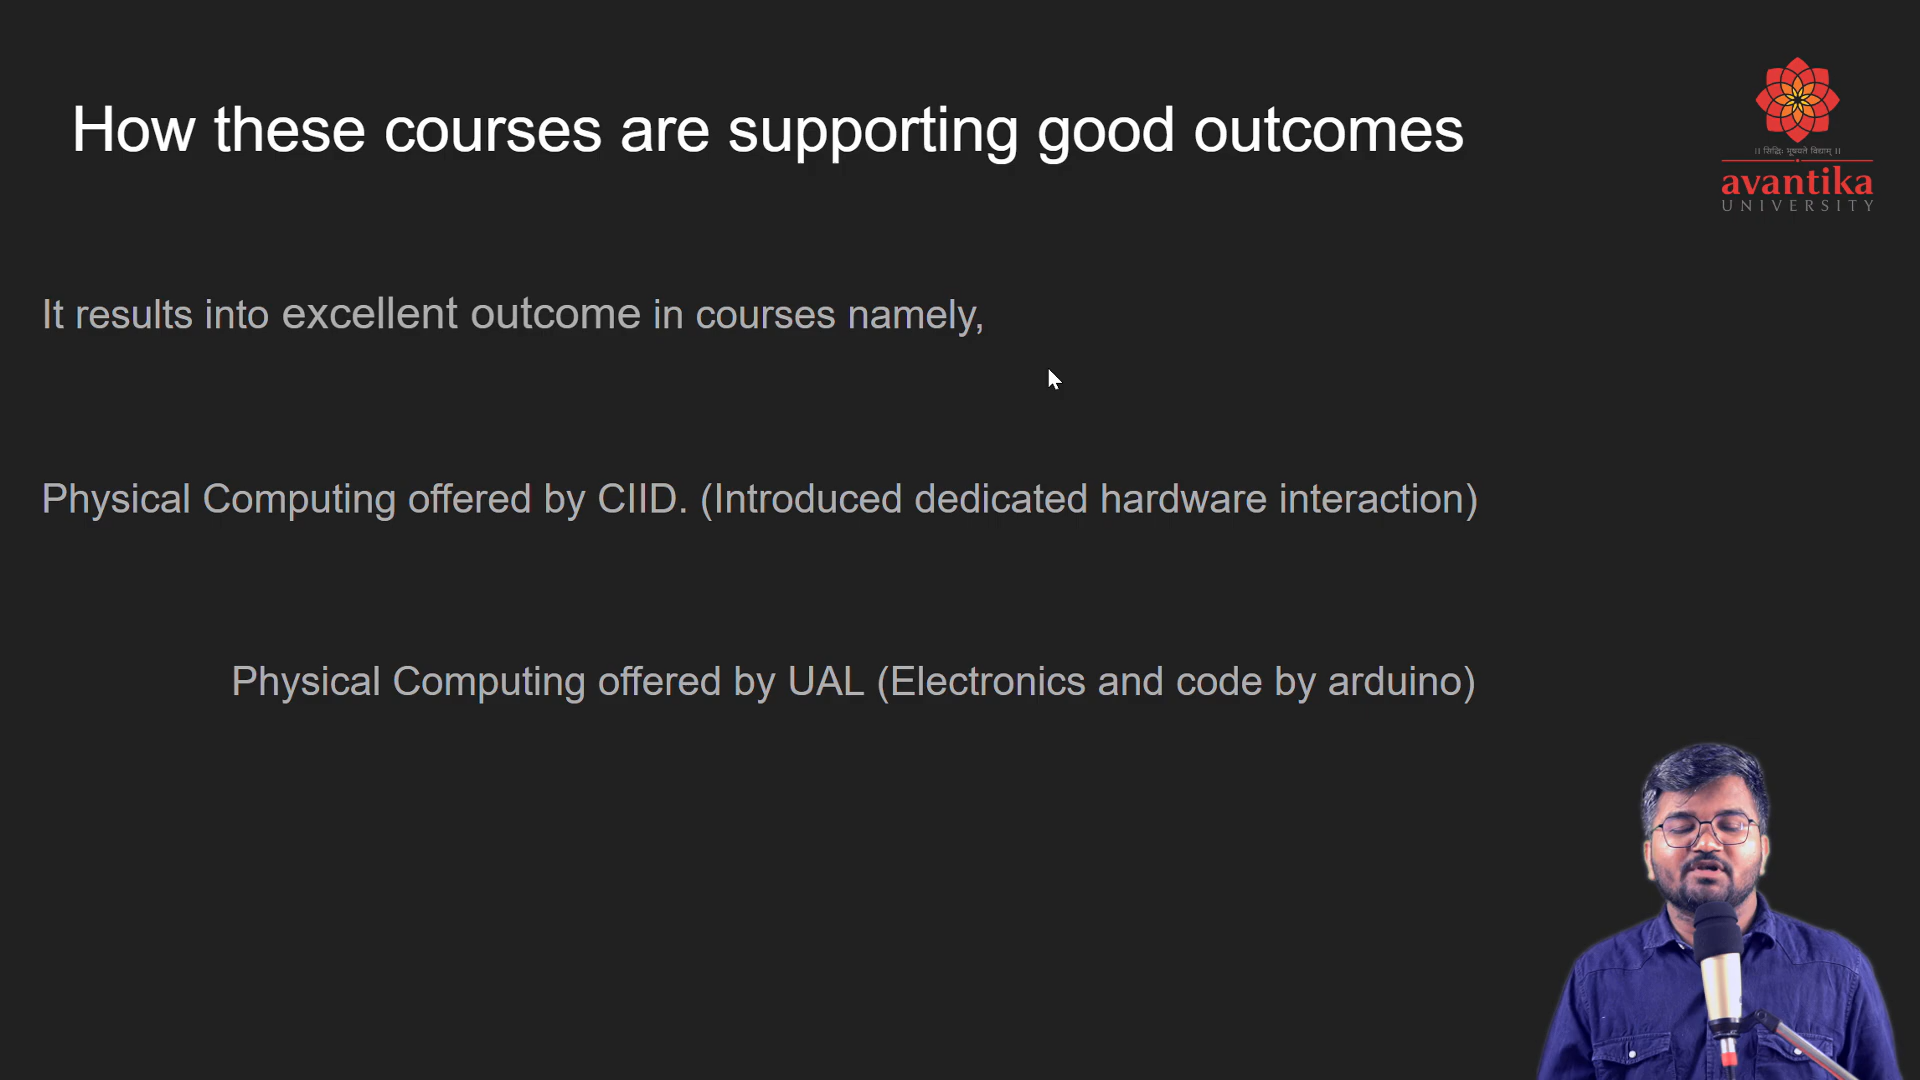 How these courses are supporting good outcomes
॥ सिद्धिः भूषयते विद्याम् ॥
avantika
UNIVERSITY
It results into excellent outcome in courses namely,
Physical Computing offered by CIID. (Introduced dedicated hardware interaction)
Physical Computing offered by UAL (Electronics and code by arduino)